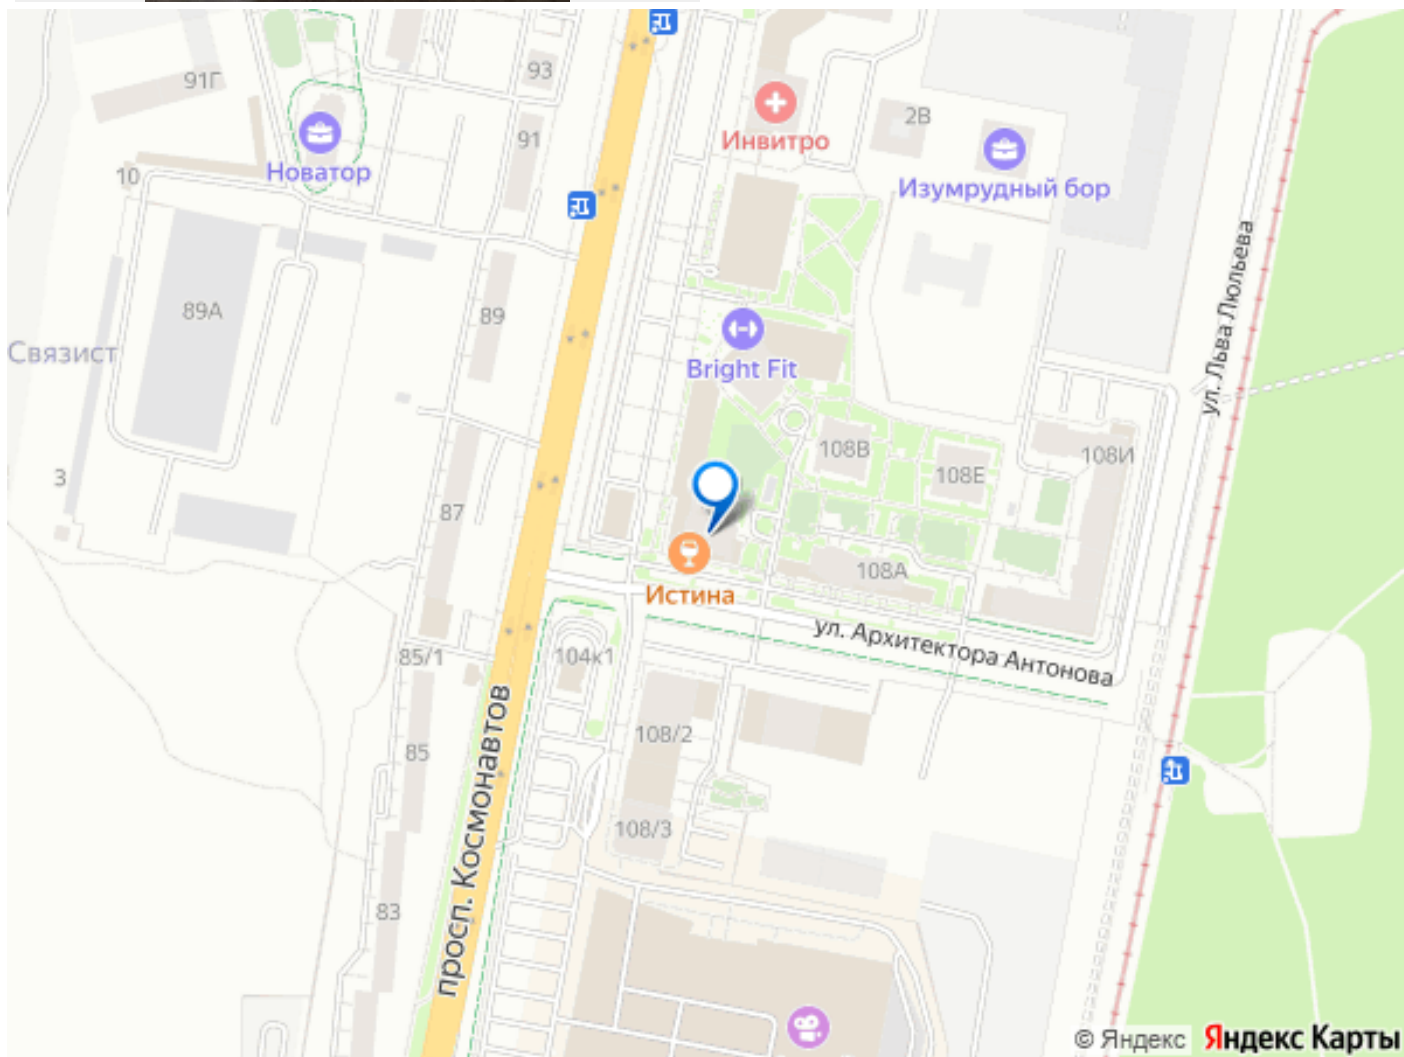 91Г
93
91
2В
Инвитро
Новатор
10
Изумрудный бор
89А
89
Связист
Bright Fit
ул. Льва Люльева
108В
108Е
108И
3
87
108А
Истина
ул. Архитектора Антонова
85/1
104к1
108/2
85
108/3
просп. Космонавтов
83
© Яндекс Яндекс Карты